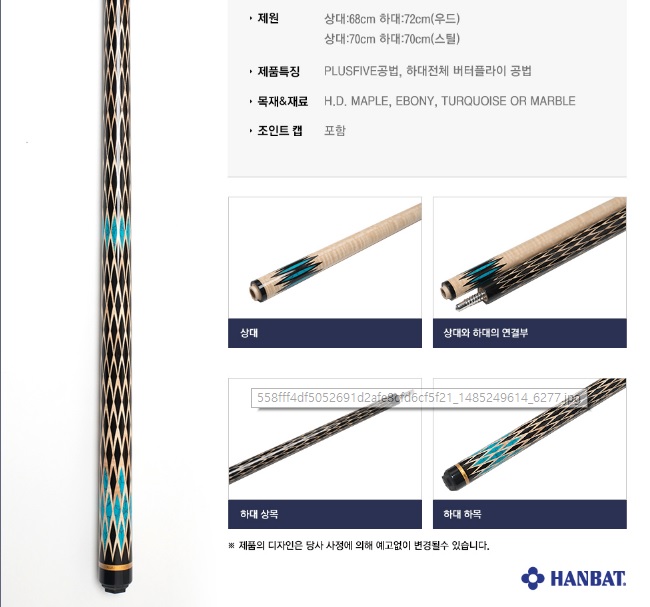 제원 상대:68cm 하대:72cm(우드)
상대:70cm 하대:70cm(스틸)
제품특징 PLUSFIVE공법, 하대전체 버터플라이 공법
목재&재료 H.D. MAPLE, EBONY, TURQUOISE OR MARBLE
조인트 캡 포함
상대
상대와 하대의 연결부
558fff4df5052691d2afe8cfd6cf5f21_1485249614_6277.jpg
하대 상목
하대 하목
※ 제품의 디자인은 당사 사정에 의해 예고없이 변경될수 있습니다.
HANBAT.